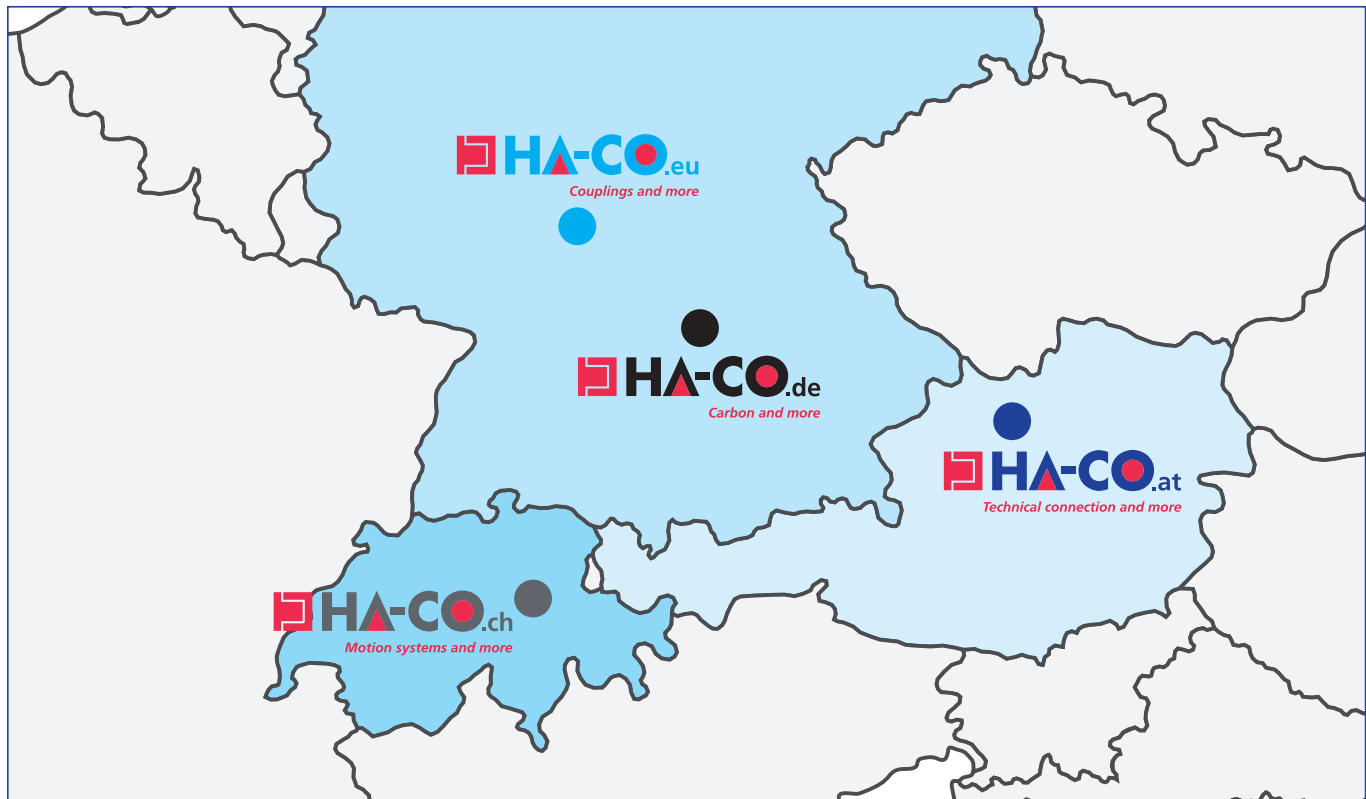 HA-CO.eu
Couplings and more
HA-CO.de
Carbon and more
HA-CO.at
Technical connection and more
HA-CO.ch
Motion systems and more